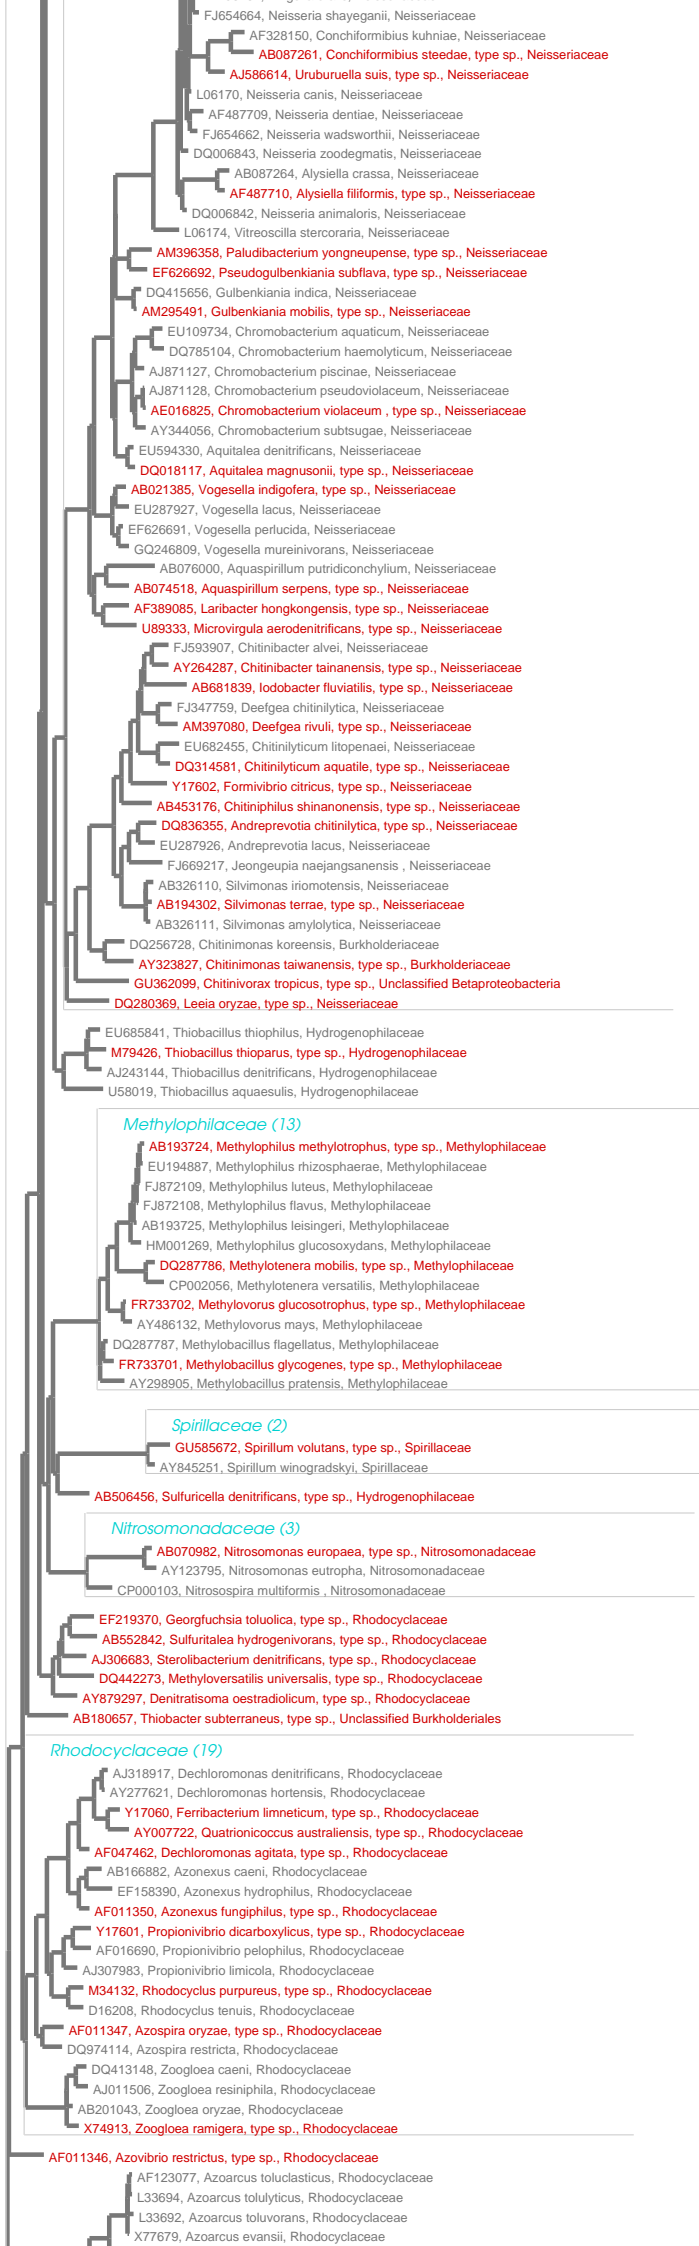 FJ654664, Neisseria shayeganii, Neisseriaceae
AF328150, Conchiformibius kuhniae, Neisseriaceae
AB087261, Conchiformibius steedae, type sp., Neisseriaceae
AJ586614, Uruburuella suis, type sp., Neisseriaceae
L06170, Neisseria canis, Neisseriaceae
AF487709, Neisseria dentiae, Neisseriaceae
FJ654662, Neisseria wadsworthii, Neisseriaceae
DQ006843, Neisseria zoodegmatis, Neisseriaceae
AB087264, Alysiella crassa, Neisseriaceae
AF487710, Alysiella filiformis, type sp., Neisseriaceae
DQ006842, Neisseria animaloris, Neisseriaceae
L06174, Vitreoscilla stercoraria, Neisseriaceae
AM396358, Paludibacterium yongneupense, type sp., Neisseriaceae
EF626692, Pseudogulbenkiania subflava, type sp., Neisseriaceae
DQ415656, Gulbenkiania indica, Neisseriaceae
AM295491, Gulbenkiania mobilis, type sp., Neisseriaceae
EU109734, Chromobacterium aquaticum, Neisseriaceae
DQ785104, Chromobacterium haemolyticum, Neisseriaceae
AJ871127, Chromobacterium piscinae, Neisseriaceae
AJ871128, Chromobacterium pseudoviolaceum, Neisseriaceae
AE016825, Chromobacterium violaceum , type sp., Neisseriaceae
AY344056, Chromobacterium subtsugae, Neisseriaceae
EU594330, Aquitalea denitrificans, Neisseriaceae
DQ018117, Aquitalea magnusonii, type sp., Neisseriaceae
AB021385, Vogesella indigofera, type sp., Neisseriaceae
EU287927, Vogesella lacus, Neisseriaceae
EF626691, Vogesella perlucida, Neisseriaceae
GQ246809, Vogesella mureinivorans, Neisseriaceae
AB076000, Aquaspirillum putridiconchylium, Neisseriaceae
AB074518, Aquaspirillum serpens, type sp., Neisseriaceae
AF389085, Laribacter hongkongensis, type sp., Neisseriaceae
U89333, Microvirgula aerodenitrificans, type sp., Neisseriaceae
FJ593907, Chitinibacter alvei, Neisseriaceae
AY264287, Chitinibacter tainanensis, type sp., Neisseriaceae
AB681839, Iodobacter fluviatilis, type sp., Neisseriaceae
FJ347759, Deefgea chitinilytica, Neisseriaceae
AM397080, Deefgea rivuli, type sp., Neisseriaceae
EU682455, Chitinilyticum litopenaei, Neisseriaceae
DQ314581, Chitinilyticum aquatile, type sp., Neisseriaceae
Y17602, Formivibrio citricus, type sp., Neisseriaceae
AB453176, Chitiniphilus shinanonensis, type sp., Neisseriaceae
DQ836355, Andreprevotia chitinilytica, type sp., Neisseriaceae
EU287926, Andreprevotia lacus, Neisseriaceae
FJ669217, Jeongeupia naejangsanensis , Neisseriaceae
AB326110, Silvimonas iriomotensis, Neisseriaceae
AB194302, Silvimonas terrae, type sp., Neisseriaceae
AB326111, Silvimonas amylolytica, Neisseriaceae
DQ256728, Chitinimonas koreensis, Burkholderiaceae
AY323827, Chitinimonas taiwanensis, type sp., Burkholderiaceae
GU362099, Chitinivorax tropicus, type sp., Unclassified Betaproteobacteria
DQ280369, Leeia oryzae, type sp., Neisseriaceae
EU685841, Thiobacillus thiophilus, Hydrogenophilaceae
M79426, Thiobacillus thioparus, type sp., Hydrogenophilaceae
AJ243144, Thiobacillus denitrificans, Hydrogenophilaceae
U58019, Thiobacillus aquaesulis, Hydrogenophilaceae
Methylophilaceae (13)
AB193724, Methylophilus methylotrophus, type sp., Methylophilaceae
EU194887, Methylophilus rhizosphaerae, Methylophilaceae
FJ872109, Methylophilus luteus, Methylophilaceae
FJ872108, Methylophilus flavus, Methylophilaceae
AB193725, Methylophilus leisingeri, Methylophilaceae
HM001269, Methylophilus glucosoxydans, Methylophilaceae
DQ287786, Methylotenera mobilis, type sp., Methylophilaceae
CP002056, Methylotenera versatilis, Methylophilaceae
FR733702, Methylovorus glucosotrophus, type sp., Methylophilaceae
AY486132, Methylovorus mays, Methylophilaceae
DQ287787, Methylobacillus flagellatus, Methylophilaceae
FR733701, Methylobacillus glycogenes, type sp., Methylophilaceae
AY298905, Methylobacillus pratensis, Methylophilaceae
Spirillaceae (2)
GU585672, Spirillum volutans, type sp., Spirillaceae
AY845251, Spirillum winogradskyi, Spirillaceae
AB506456, Sulfuricella denitrificans, type sp., Hydrogenophilaceae
Nitrosomonadaceae (3)
AB070982, Nitrosomonas europaea, type sp., Nitrosomonadaceae
AY123795, Nitrosomonas eutropha, Nitrosomonadaceae
CP000103, Nitrosospira multiformis , Nitrosomonadaceae
EF219370, Georgfuchsia toluolica, type sp., Rhodocyclaceae
AB552842, Sulfuritalea hydrogenivorans, type sp., Rhodocyclaceae
AJ306683, Sterolibacterium denitrificans, type sp., Rhodocyclaceae
DQ442273, Methyloversatilis universalis, type sp., Rhodocyclaceae
AY879297, Denitratisoma oestradiolicum, type sp., Rhodocyclaceae
AB180657, Thiobacter subterraneus, type sp., Unclassified Burkholderiales
Rhodocyclaceae (19)
AJ318917, Dechloromonas denitrificans, Rhodocyclaceae
AY277621, Dechloromonas hortensis, Rhodocyclaceae
Y17060, Ferribacterium limneticum, type sp., Rhodocyclaceae
AY007722, Quatrionicoccus australiensis, type sp., Rhodocyclaceae
AF047462, Dechloromonas agitata, type sp., Rhodocyclaceae
AB166882, Azonexus caeni, Rhodocyclaceae
EF158390, Azonexus hydrophilus, Rhodocyclaceae
AF011350, Azonexus fungiphilus, type sp., Rhodocyclaceae
Y17601, Propionivibrio dicarboxylicus, type sp., Rhodocyclaceae
AF016690, Propionivibrio pelophilus, Rhodocyclaceae
AJ307983, Propionivibrio limicola, Rhodocyclaceae
M34132, Rhodocyclus purpureus, type sp., Rhodocyclaceae
D16208, Rhodocyclus tenuis, Rhodocyclaceae
AF011347, Azospira oryzae, type sp., Rhodocyclaceae
DQ974114, Azospira restricta, Rhodocyclaceae
DQ413148, Zoogloea caeni, Rhodocyclaceae
AJ011506, Zoogloea resiniphila, Rhodocyclaceae
AB201043, Zoogloea oryzae, Rhodocyclaceae
X74913, Zoogloea ramigera, type sp., Rhodocyclaceae
AF011346, Azovibrio restrictus, type sp., Rhodocyclaceae
AF123077, Azoarcus toluclasticus, Rhodocyclaceae
L33694, Azoarcus tolulyticus, Rhodocyclaceae
L33692, Azoarcus toluvorans, Rhodocyclaceae
X77679, Azoarcus evansii, Rhodocyclaceae